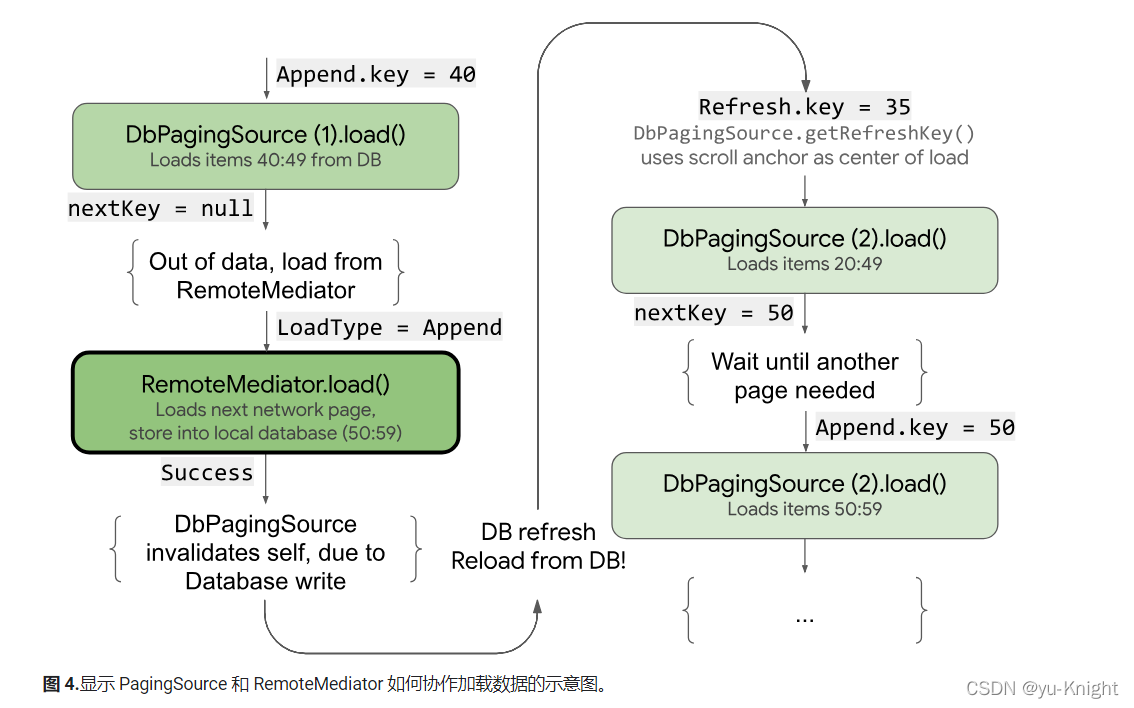 Append.key = 40
DbPagingSource (1).load()
Loads items 40:49 from DB
nextKey = null
Out of data, load from
RemoteMediator
LoadType = Append
RemoteMediator.load()
Loads next network page,
store into local database (50:59)
Success
DbPagingSource
invalidates self, due to
Database write
DB refresh
Reload from DB!
Refresh.key = 35
DbPagingSource.getRefreshKey()
uses scroll anchor as center of load
DbPagingSource (2).load()
Loads items 20:49
nextKey = 50
Wait until another
page needed
Append.key = 50
DbPagingSource (2).load()
Loads items 50:59
...
图 4.显示 PagingSource 和 RemoteMediator 如何协作加载数据的示意图。
CSDN @yu-Knight